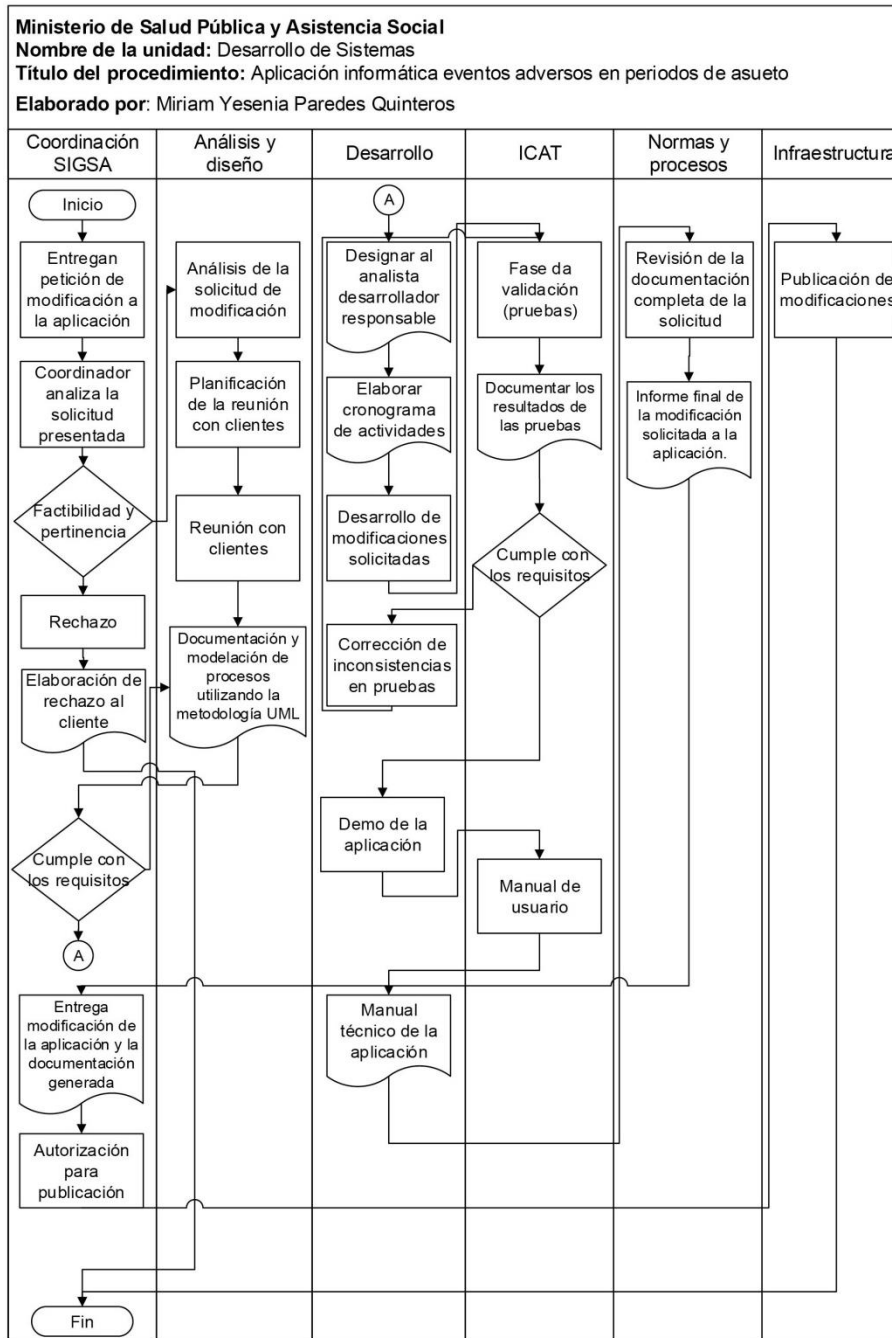 Ministerio de Salud Pública y Asistencia Social
Nombre de la unidad: Desarrollo de Sistemas
Título del procedimiento: Aplicación informática eventos adversos en periodos de asueto
Elaborado por: Miriam Yesenia Paredes Quinteros
Coordinación
SIGSA
Análisis y
diseño
Desarrollo
ICAT
Normas y
procesos
Infraestructura
Inicio
Entregan
petición de
modificación a
la aplicación
Coordinador
analiza la
solicitud
presentada
Factibilidad y
pertinencia
Rechazo
Elaboración de
rechazo al
cliente
Cumple con
los requisitos
A
Entrega
modificación de
la aplicación y la
documentación
generada
Autorización
para
publicación
Fin
Análisis de la
solicitud de
modificación
Planificación
de la reunión
con clientes
Reunión con
clientes
Documentación y
modelación de
procesos
utilizando la
metodología UML
A
Designar al
analista
desarrollador
responsable
Elaborar
cronograma
de actividades
Desarrollo de
modificaciones
solicitadas
Corrección de
inconsistencias
en pruebas
Demo de la
aplicación
Manual
técnico de la
aplicación
Fase da
validación
(pruebas)
Documentar los
resultados de
las pruebas
Cumple con
los requisitos
Manual de
usuario
Revisión de la
documentación
completa de la
solicitud
Informe final de
la modificación
solicitada a la
aplicación.
Publicación de
modificaciones